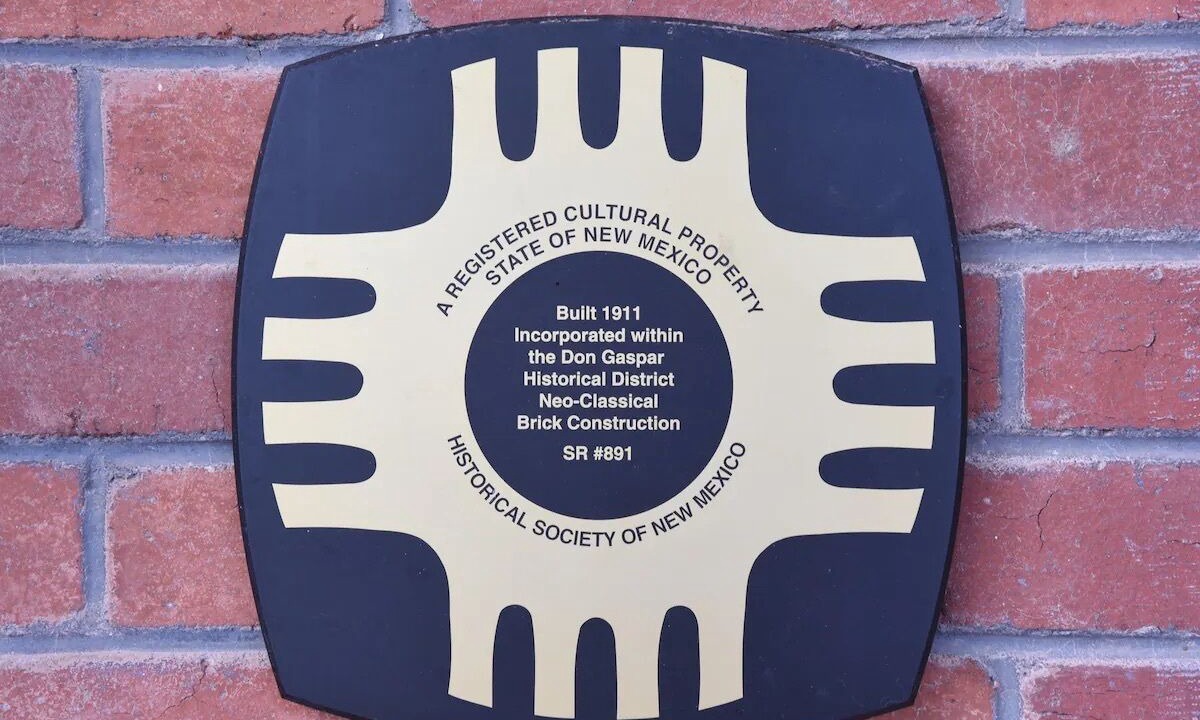 A REGISTERED CULTURAL PROPERTY
STATE OF NEW MEXICO
Built 1911
Incorporated within
the Don Gaspar
Historical District
Neo-Classical
Brick Construction
SR #891
HISTORICAL SOCIETY OF NEW MEXICO